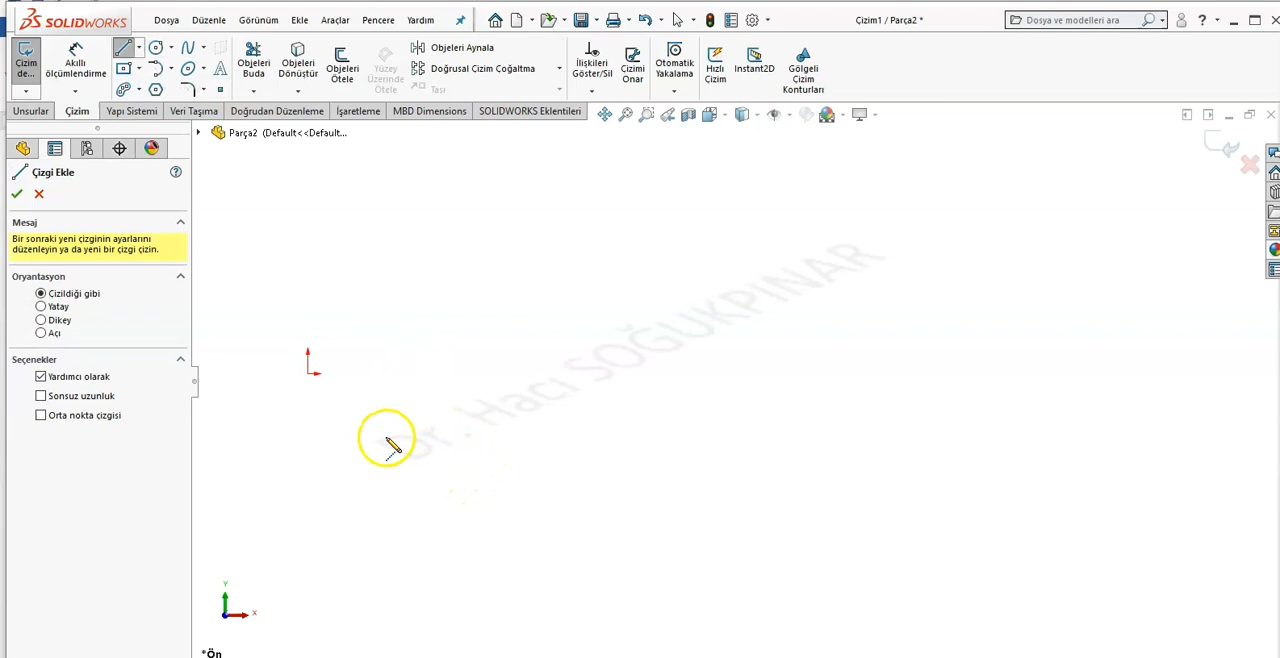 SOLIDWORKS
Dosya Düzenle Görünüm Ekle Araçlar Pencere Yardım
Çizim1 / Parça2 *
Dosya ve modelleri ara
?
Çizim de...
Akıllı ölçümlendirme
Objeleri Buda
Objeleri Dönüştür
Objeleri Ötele
Yüzey Üzerinde Ötele
Objeleri Aynala
Doğrusal Çizim Çoğaltma
Taşı
İlişkileri Göster/Sil
Çizimi Onar
Otomatik Yakalama
Hızlı Çizim
Instant2D
Gölgeli Çizim Konturları
Unsurlar Çizim Yapı Sistemi Veri Taşıma Doğrudan Düzenleme İşaretleme MBD Dimensions SOLIDWORKS Eklentileri
Parça2 (Default<<Default...
Çizgi Ekle
Mesaj
Bir sonraki yeni çizginin ayarlarını
düzenleyin ya da yeni bir çizgi çizin.
Oryantasyon
Çizildiği gibi
Yatay
Dikey
Açı
Seçenekler
Yardımcı olarak
Sonsuz uzunluk
Orta nokta çizgisi
Dr. Hacı SOĞUKPINAR
Y
X
*Ön